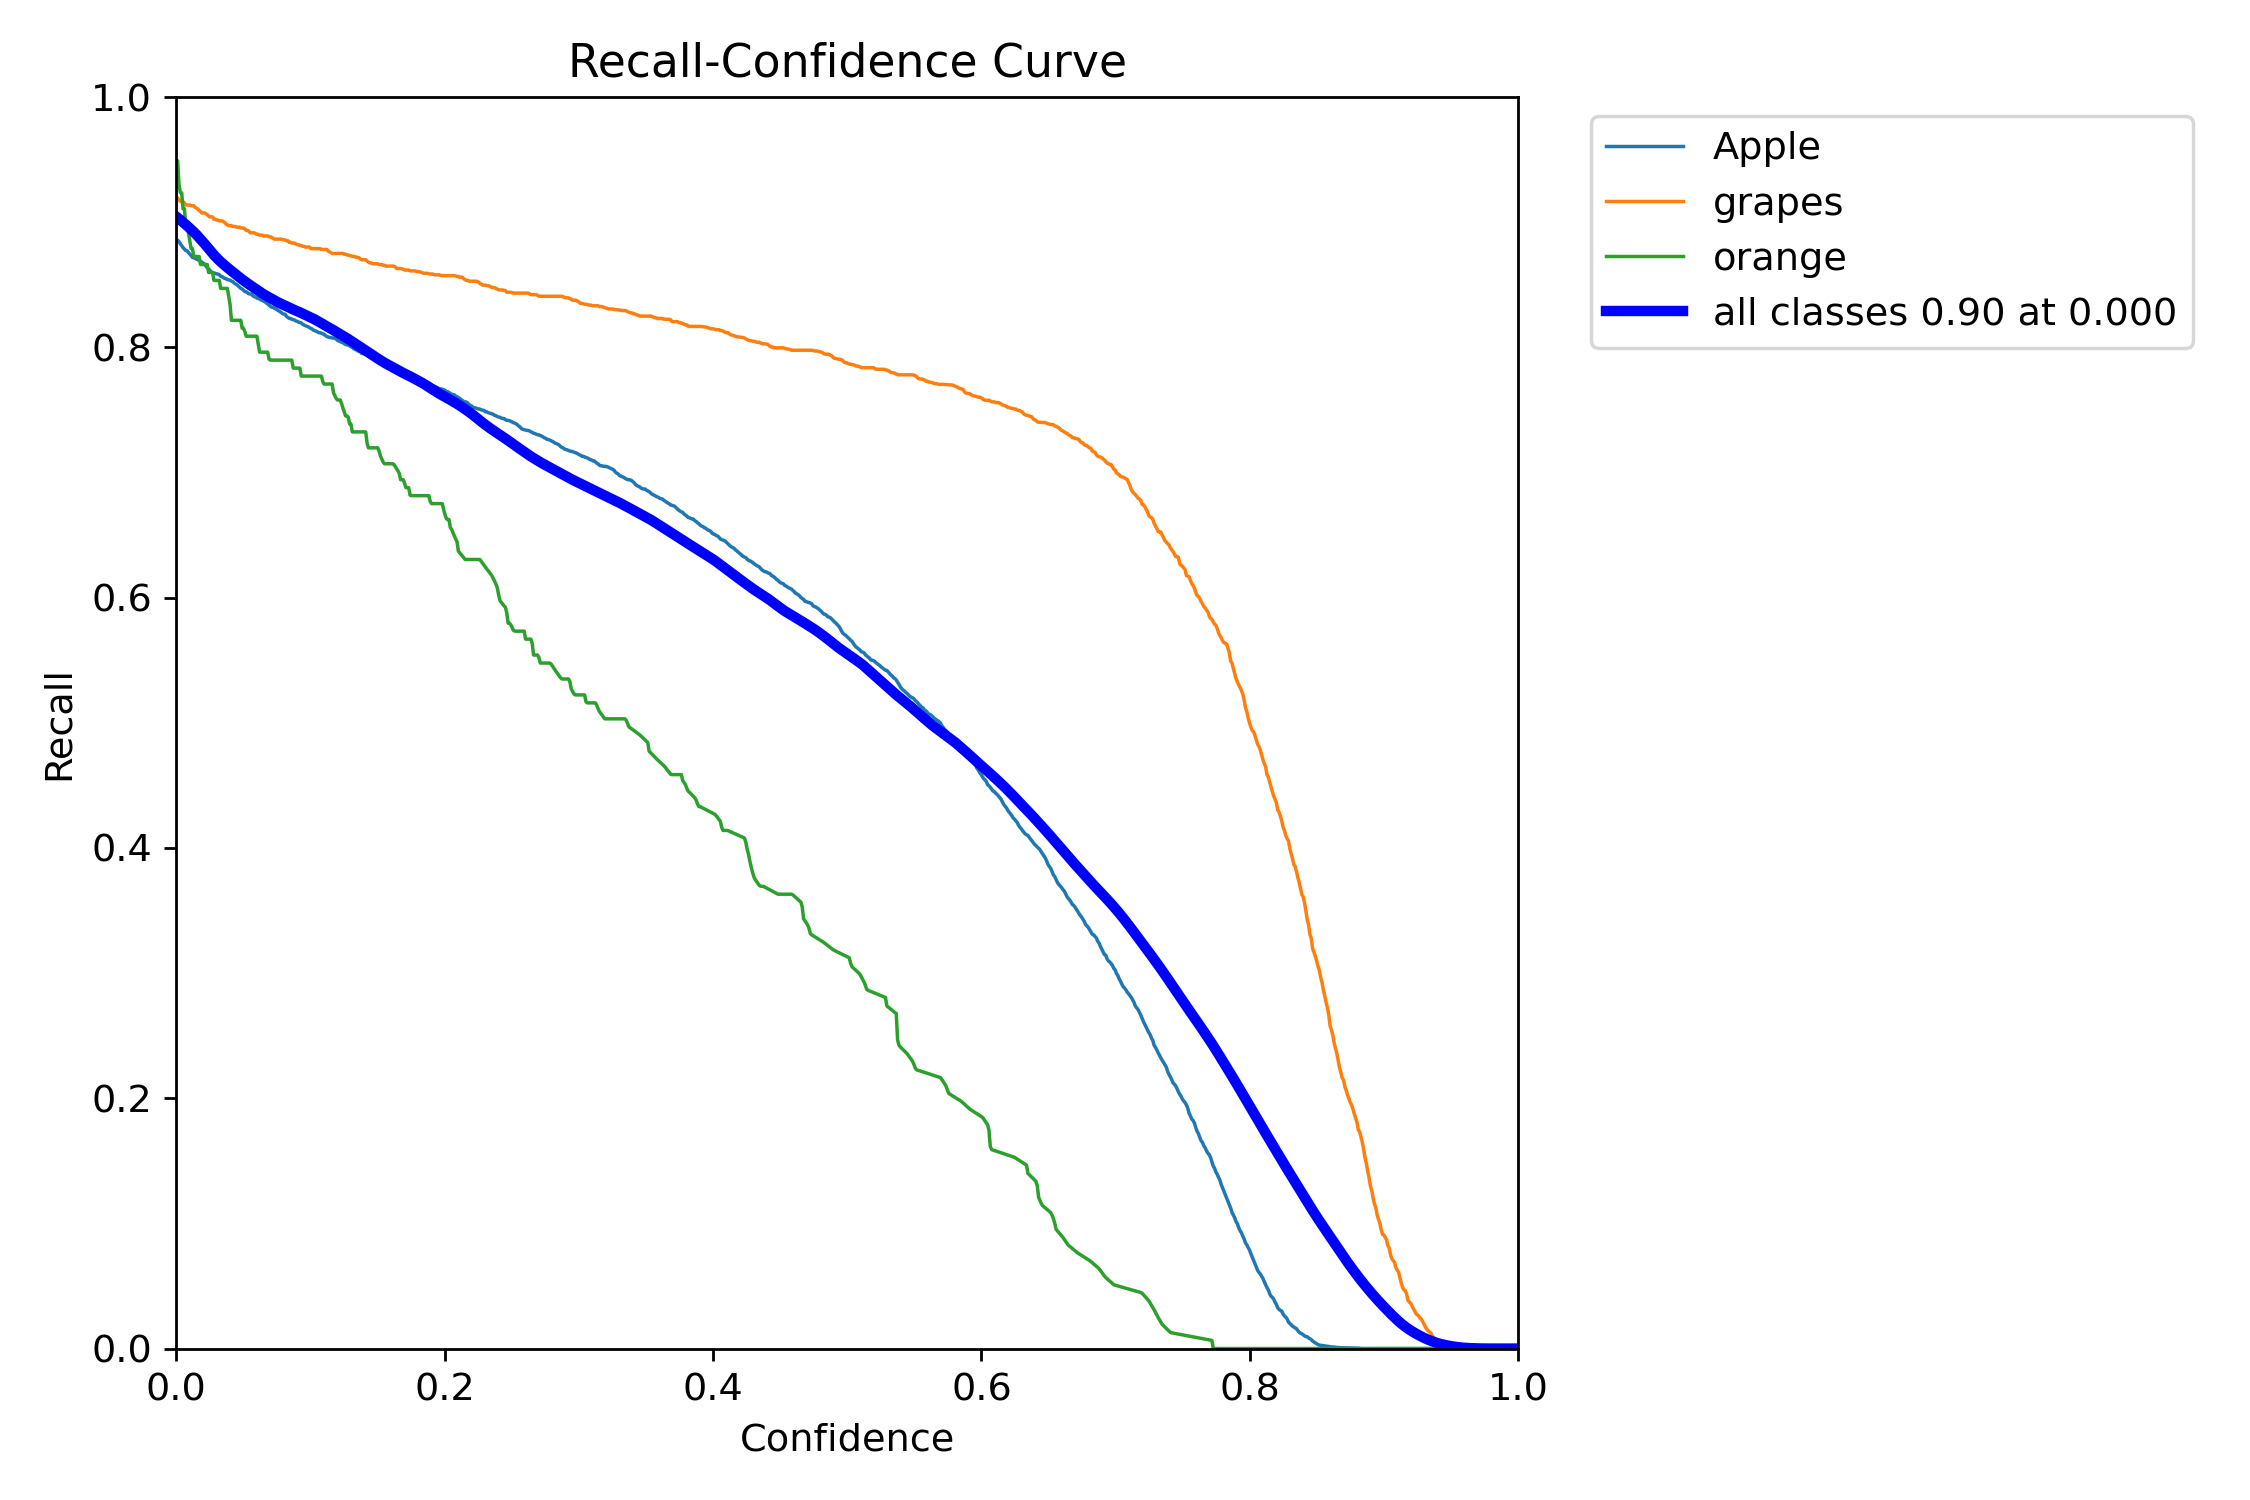 Recall-Confidence Curve
1.0
0.8
0.6
0.4
0.2
0.0
Recall
0.0 0.2 0.4 0.6 0.8 1.0
Confidence
Apple
grapes
orange
all classes 0.90 at 0.000